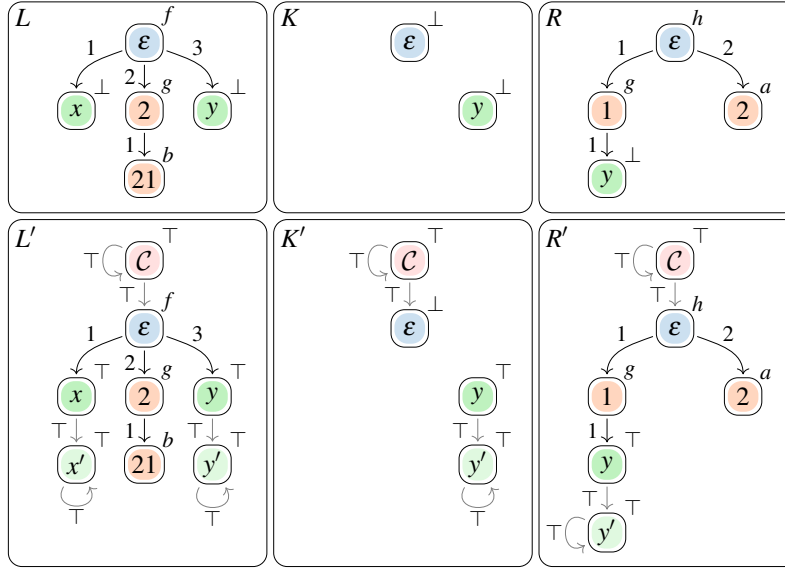 L f K R h
ε ⊥ ε ⊥ ε
1 2 3 1 2
x ⊥ 2 g y ⊥ y ⊥ 1 g 2 a
1 1
21 b y ⊥
L′ ⊤ K′ ⊤ R′ ⊤
⊤ C ⊤ C ⊤ C
⊤ ⊤ ⊤
ε f ε ⊥ ε h
1 2 3 1 2
x ⊤ 2 g y ⊤ y ⊤ 1 g 2 a
⊤ 1 ⊤ ⊤ 1
x′ ⊤ 21 b y′ ⊤ y′ ⊤ y ⊤
⊤ ⊤ ⊤ ⊤
⊤ y′ ⊤